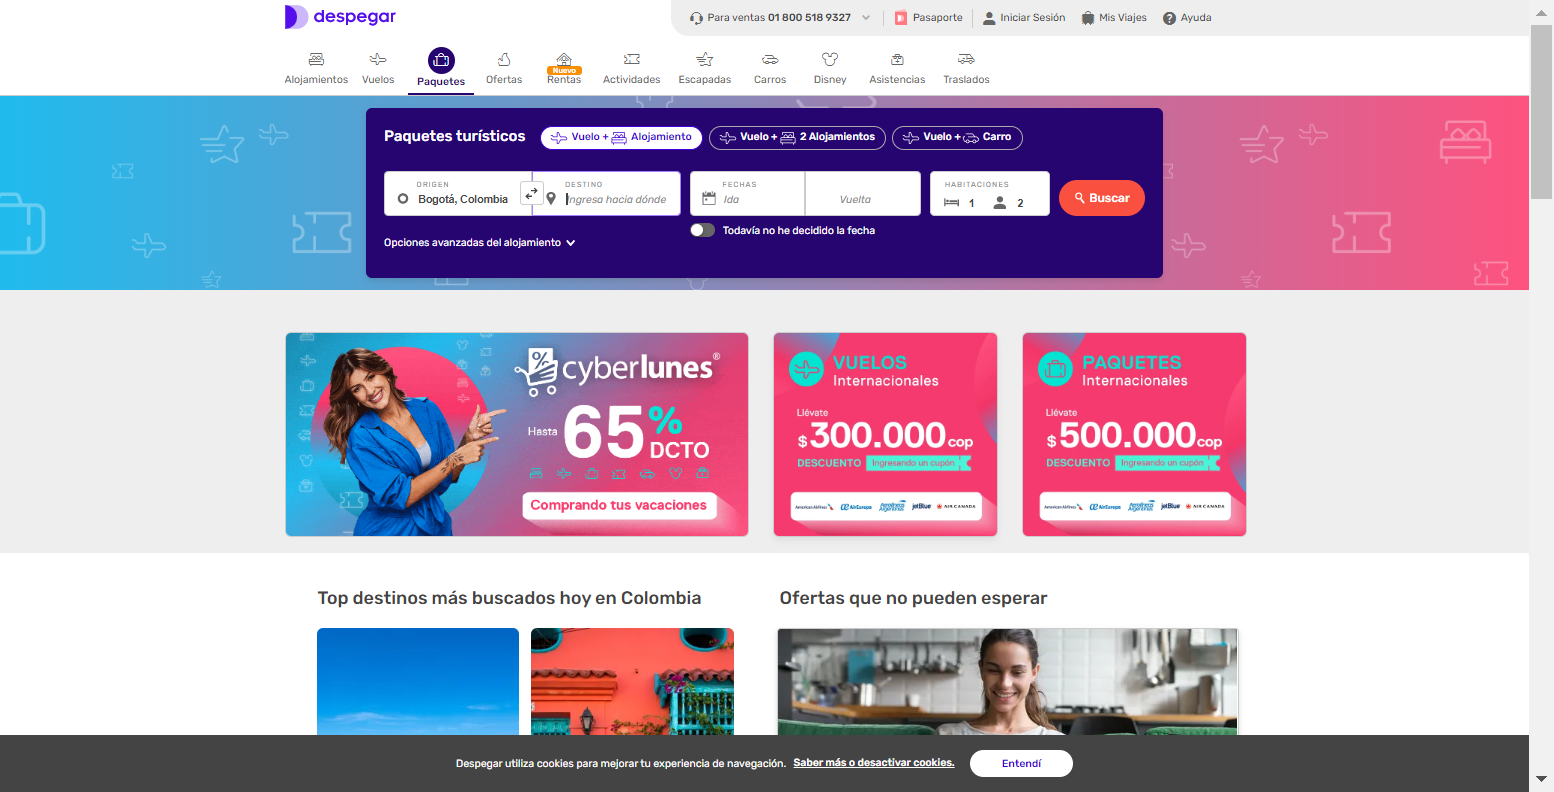 despegar
Para ventas 01 800 518 9327
Pasaporte
Iniciar Sesión
Mis Viajes
Ayuda
Alojamientos
Vuelos
Paquetes
Ofertas
Nuevo
Rentas
Actividades
Escapadas
Carros
Disney
Asistencias
Traslados
Paquetes turísticos
Vuelo + Alojamiento
Vuelo + 2 Alojamientos
Vuelo + Carro
ORIGEN
Bogotá, Colombia
DESTINO
Ingresa hacia dónde
FECHAS
Ida
Vuelta
HABITACIONES
1
2
Buscar
Todavía no he decidido la fecha
Opciones avanzadas del alojamiento
cyberlunes®
Hasta 65% DCTO
Comprando tus vacaciones
VUELOS
Internacionales
Llévate
$300.000 COP
DESCUENTO Ingresando un cupón
American Airlines AirEuropa Aerolíneas Argentinas jetBlue AIR CANADA
PAQUETES
Internacionales
Llévate
$500.000 COP
DESCUENTO Ingresando un cupón
American Airlines AirEuropa Aerolíneas Argentinas jetBlue AIR CANADA
Top destinos más buscados hoy en Colombia
Ofertas que no pueden esperar
Despegar utiliza cookies para mejorar tu experiencia de navegación. Saber más o desactivar cookies.
Entendí